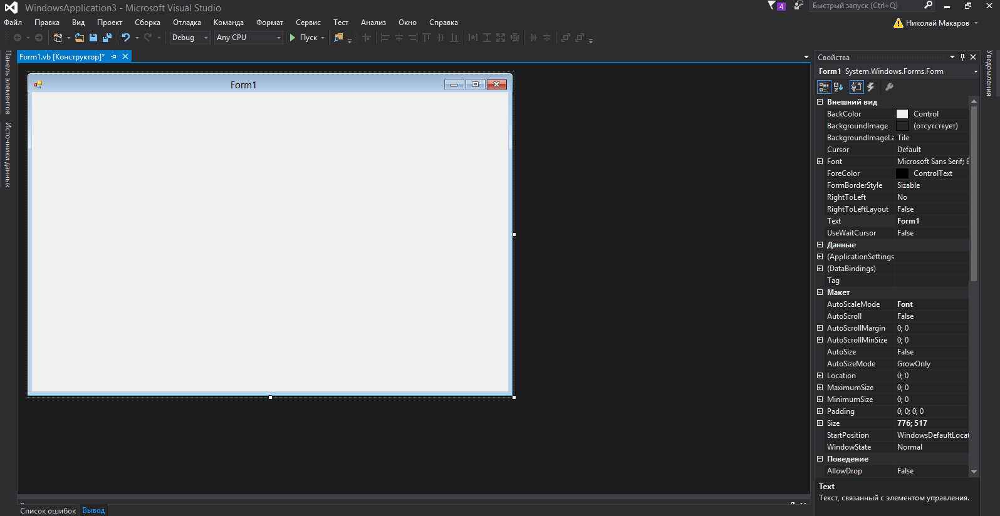 WindowsApplication3 - Microsoft Visual Studio
4
Быстрый запуск (Ctrl+Q)
Файл Правка Вид Проект Сборка Отладка Команда Формат Сервис Тест Анализ Окно Справка
Николай Макаров
Debug Any CPU Пуск
Панель элементов
Источники данных
Form1.vb [Конструктор]*
Form1
Свойства
Form1 System.Windows.Forms.Form
Внешний вид
BackColor Control
BackgroundImage (отсутствует)
BackgroundImageLa Tile
Cursor Default
Font Microsoft Sans Serif; 8
ForeColor ControlText
FormBorderStyle Sizable
RightToLeft No
RightToLeftLayout False
Text Form1
UseWaitCursor False
Данные
(ApplicationSettings
(DataBindings)
Tag
Макет
AutoScaleMode Font
AutoScroll False
AutoScrollMargin 0; 0
AutoScrollMinSize 0; 0
AutoSize False
AutoSizeMode GrowOnly
Location 0; 0
MaximumSize 0; 0
MinimumSize 0; 0
Padding 0; 0; 0; 0
Size 776; 517
StartPosition WindowsDefaultLocat
WindowState Normal
Поведение
AllowDrop False
Text
Текст, связанный с элементом управления.
Уведомления
Список ошибок Вывод